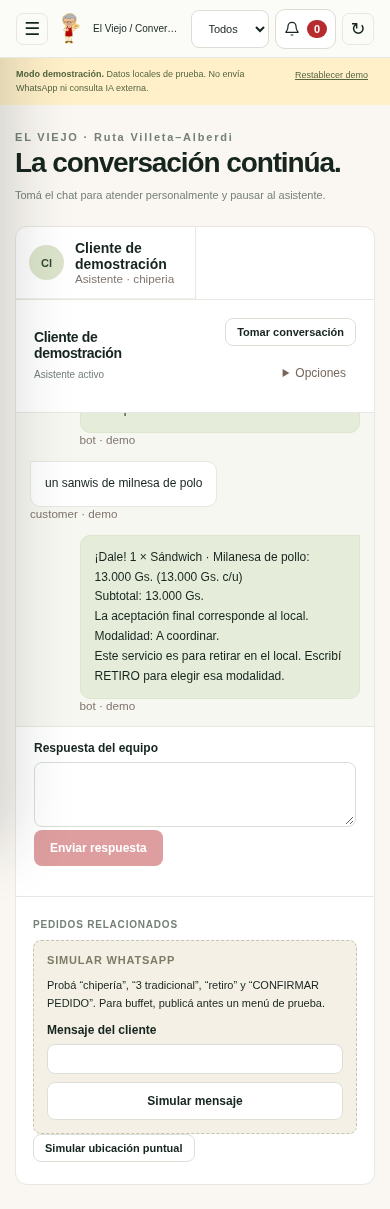 El Viejo / Conver…
Todos
0
Modo demostración. Datos locales de prueba. No envía
WhatsApp ni consulta IA externa.
Restablecer demo
EL VIEJO · Ruta Villeta–Alberdi
La conversación continúa.
Tomá el chat para atender personalmente y pausar al asistente.
CI
Cliente de
demostración
Asistente · chiperia
Cliente de
demostración
Asistente activo
Tomar conversación
▶ Opciones
bot · demo
un sanwis de milnesa de polo
customer · demo
¡Dale! 1 × Sándwich · Milanesa de pollo:
13.000 Gs. (13.000 Gs. c/u)
Subtotal: 13.000 Gs.
La aceptación final corresponde al local.
Modalidad: A coordinar.
Este servicio es para retirar en el local. Escribí
RETIRO para elegir esa modalidad.
bot · demo
Respuesta del equipo
Enviar respuesta
PEDIDOS RELACIONADOS
SIMULAR WHATSAPP
Probá “chipería”, “3 tradicional”, “retiro” y “CONFIRMAR
PEDIDO”. Para buffet, publicá antes un menú de prueba.
Mensaje del cliente
Simular mensaje
Simular ubicación puntual